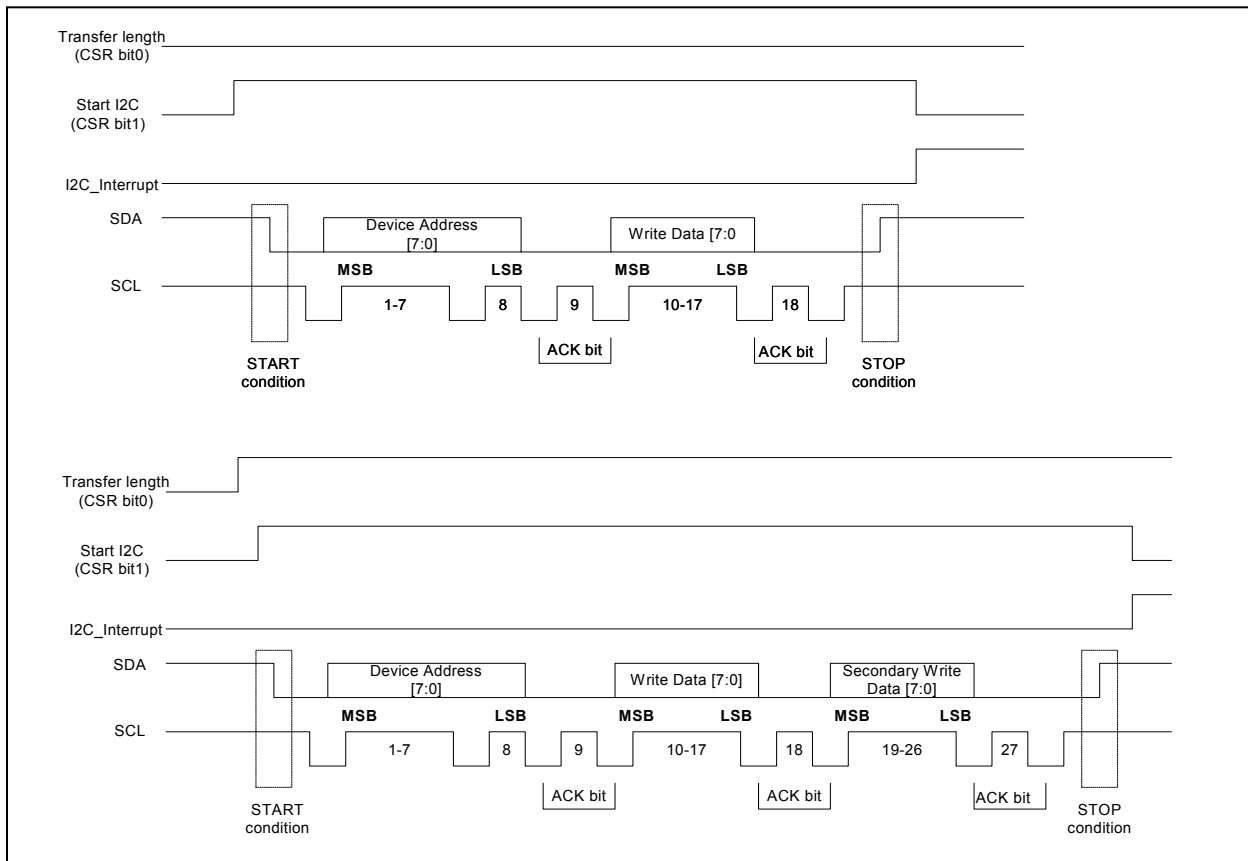 Transfer length
(CSR bit0)
Start I2C
(CSR bit1)
I2C_Interrupt
SDA
Device Address
[7:0]
Write Data [7:0
MSB
LSB
MSB
LSB
SCL
1-7
8
9
10-17
18
ACK bit
ACK bit
START
condition
STOP
condition
Transfer length
(CSR bit0)
Start I2C
(CSR bit1)
I2C_Interrupt
SDA
Device Address
[7:0]
Write Data [7:0]
Secondary Write
Data [7:0]
MSB
LSB
MSB
LSB
MSB
LSB
SCL
1-7
8
9
10-17
18
19-26
27
ACK bit
ACK bit
ACK bit
START
condition
STOP
condition